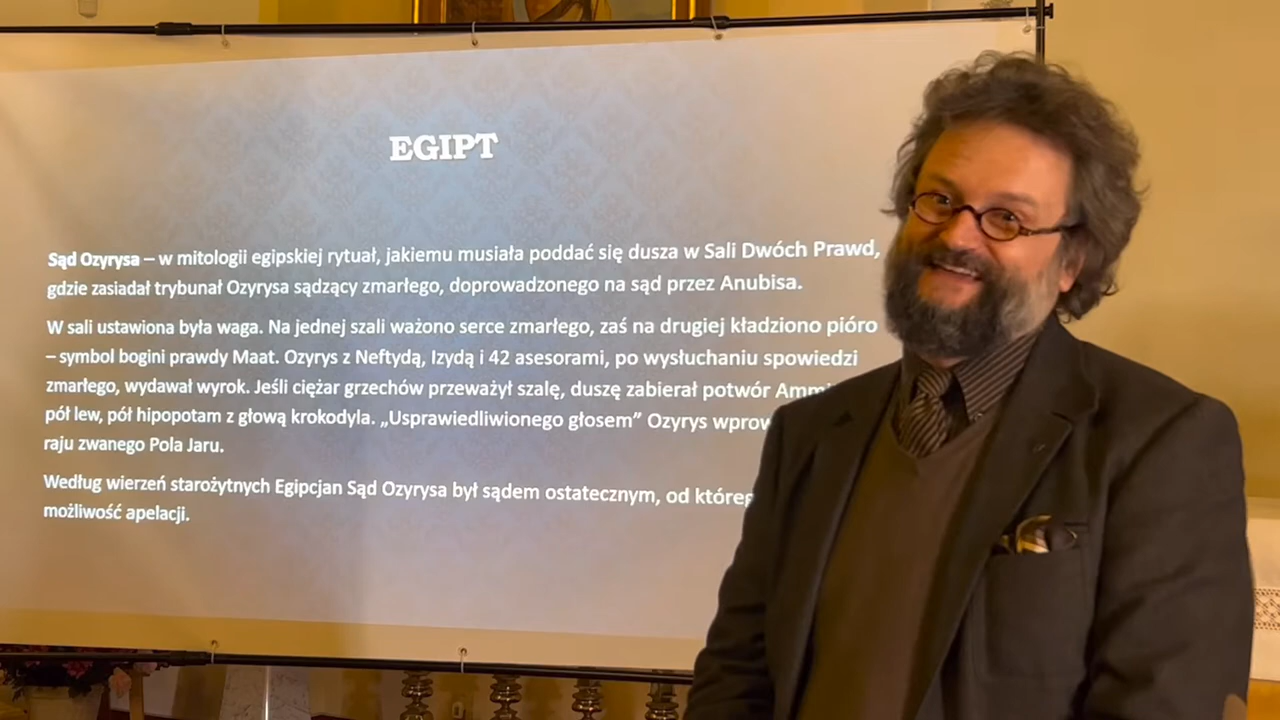 EGIPT
Sąd Ozyrysa – w mitologii egipskiej rytuał, jakiemu musiała poddać się dusza w Sali Dwóch Prawd,
gdzie zasiadał trybunał Ozyrysa sądzący zmarłego, doprowadzonego na sąd przez Anubisa.
W sali ustawiona była waga. Na jednej szali ważono serce zmarłego, zaś na drugiej kładziono pióro
– symbol bogini prawdy Maat. Ozyrys z Neftydą, Izydą i 42 asesorami, po wysłuchaniu spowiedzi
zmarłego, wydawał wyrok. Jeśli ciężar grzechów przeważył szalę, duszę zabierał potwór
pół lew, pół hipopotam z głową krokodyla. „Usprawiedliwionego głosem” Ozyrys
raju zwanego Pola Jaru.
Według wierzeń starożytnych Egipcjan Sąd Ozyrysa był sądem ostatecznym, od
możliwość apelacji.